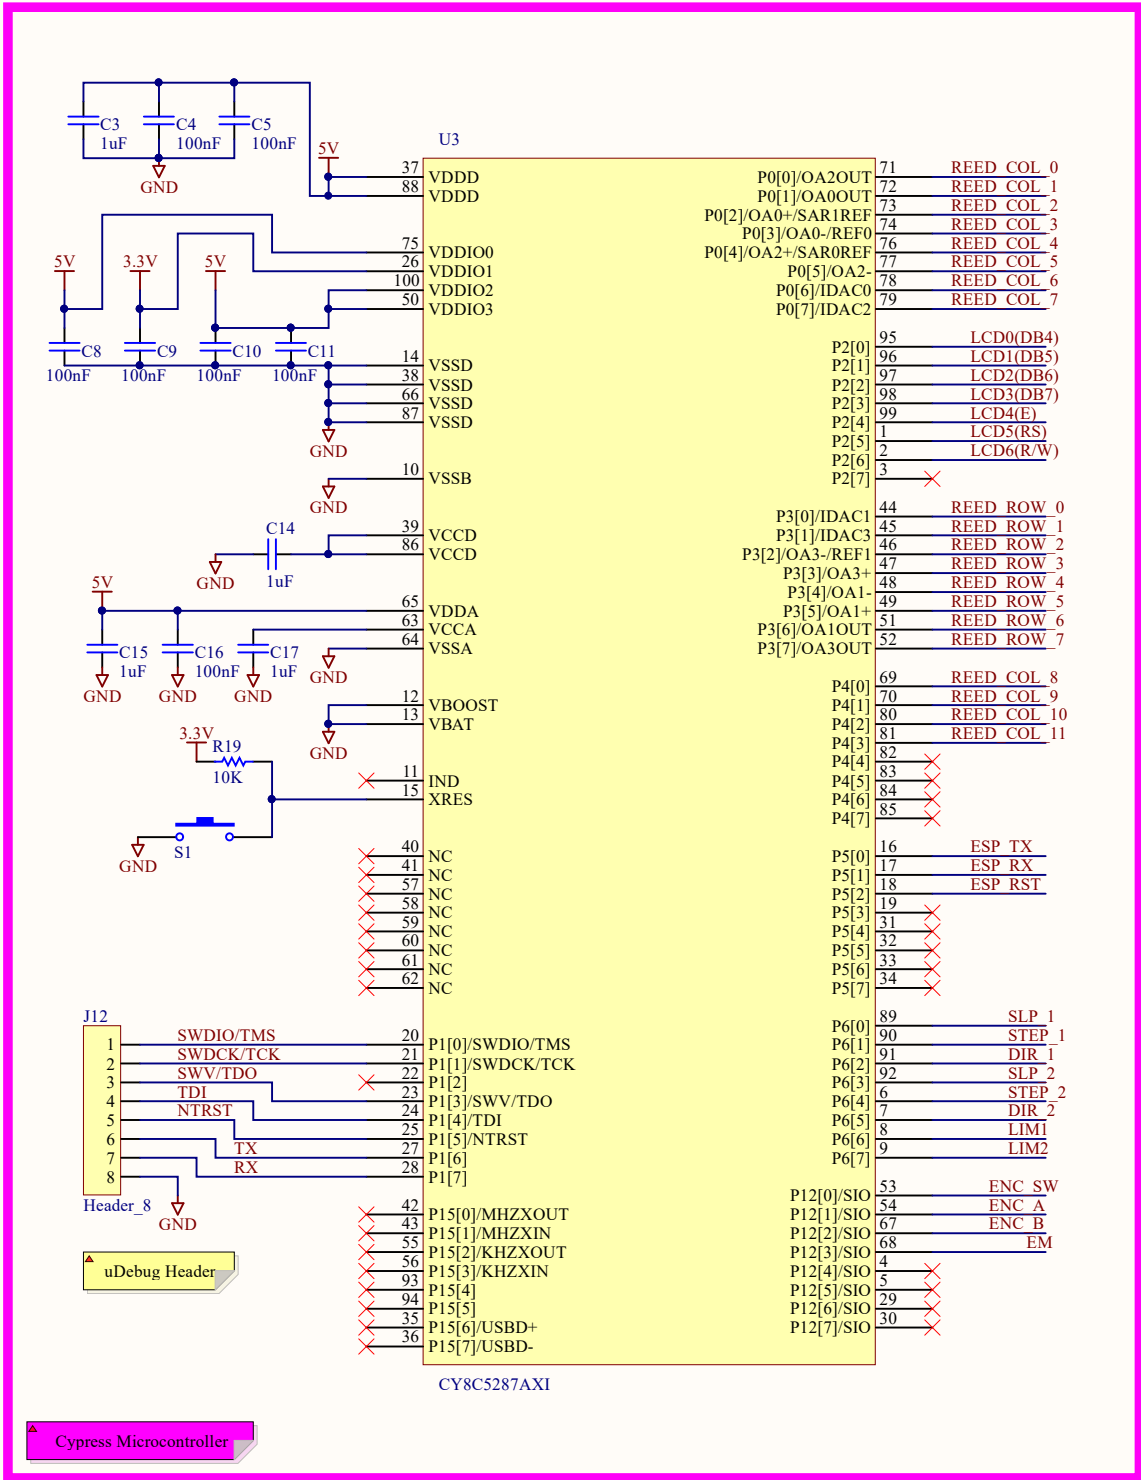 C3
1uF
C4
100nF
C5
100nF
GND
5V
U3
37 VDDD
88 VDDD
75 VDDIO0
26 VDDIO1
100 VDDIO2
50 VDDIO3
5V
3.3V
5V
C8
100nF
C9
100nF
C10
100nF
C11
100nF
14 VSSD
38 VSSD
66 VSSD
87 VSSD
GND
10 VSSB
GND
C14
1uF
GND
39 VCCD
86 VCCD
5V
65 VDDA
63 VCCA
64 VSSA
C15
1uF
C16
100nF
C17
1uF
GND
GND
GND
GND
12 VBOOST
13 VBAT
GND
3.3V
R19
10K
11 IND
15 XRES
S1
GND
40 NC
41 NC
57 NC
58 NC
59 NC
60 NC
61 NC
62 NC
J12
1 SWDIO/TMS 20 P1[0]/SWDIO/TMS
2 SWDCK/TCK 21 P1[1]/SWDCK/TCK
3 SWV/TDO 22 P1[2]
4 TDI 23 P1[3]/SWV/TDO
5 NTRST 24 P1[4]/TDI
6 25 P1[5]/NTRST
7 TX 27 P1[6]
8 RX 28 P1[7]
Header_8
GND
uDebug Header
42 P15[0]/MHZXOUT
43 P15[1]/MHZXIN
55 P15[2]/KHZXOUT
56 P15[3]/KHZXIN
93 P15[4]
94 P15[5]
35 P15[6]/USBD+
36 P15[7]/USBD-
P0[0]/OA2OUT 71 REED_COL_0
P0[1]/OA0OUT 72 REED_COL_1
P0[2]/OA0+/SAR1REF 73 REED_COL_2
P0[3]/OA0-/REF0 74 REED_COL_3
P0[4]/OA2+/SAR0REF 76 REED_COL_4
P0[5]/OA2- 77 REED_COL_5
P0[6]/IDAC0 78 REED_COL_6
P0[7]/IDAC2 79 REED_COL_7
P2[0] 95 LCD0(DB4)
P2[1] 96 LCD1(DB5)
P2[2] 97 LCD2(DB6)
P2[3] 98 LCD3(DB7)
P2[4] 99 LCD4(E)
P2[5] 1 LCD5(RS)
P2[6] 2 LCD6(R/W)
P2[7] 3
P3[0]/IDAC1 44 REED_ROW_0
P3[1]/IDAC3 45 REED_ROW_1
P3[2]/OA3-/REF1 46 REED_ROW_2
P3[3]/OA3+ 47 REED_ROW_3
P3[4]/OA1- 48 REED_ROW_4
P3[5]/OA1+ 49 REED_ROW_5
P3[6]/OA1OUT 51 REED_ROW_6
P3[7]/OA3OUT 52 REED_ROW_7
P4[0] 69 REED_COL_8
P4[1] 70 REED_COL_9
P4[2] 80 REED_COL_10
P4[3] 81 REED_COL_11
P4[4] 82
P4[5] 83
P4[6] 84
P4[7] 85
P5[0] 16 ESP_TX
P5[1] 17 ESP_RX
P5[2] 18 ESP_RST
P5[3] 19
P5[4] 31
P5[5] 32
P5[6] 33
P5[7] 34
P6[0] 89 SLP_1
P6[1] 90 STEP_1
P6[2] 91 DIR_1
P6[3] 92 SLP_2
P6[4] 6 STEP_2
P6[5] 7 DIR_2
P6[6] 8 LIM1
P6[7] 9 LIM2
P12[0]/SIO 53 ENC_SW
P12[1]/SIO 54 ENC_A
P12[2]/SIO 67 ENC_B
P12[3]/SIO 68 EM
P12[4]/SIO 4
P12[5]/SIO 5
P12[6]/SIO 29
P12[7]/SIO 30
CY8C5287AXI
Cypress Microcontroller